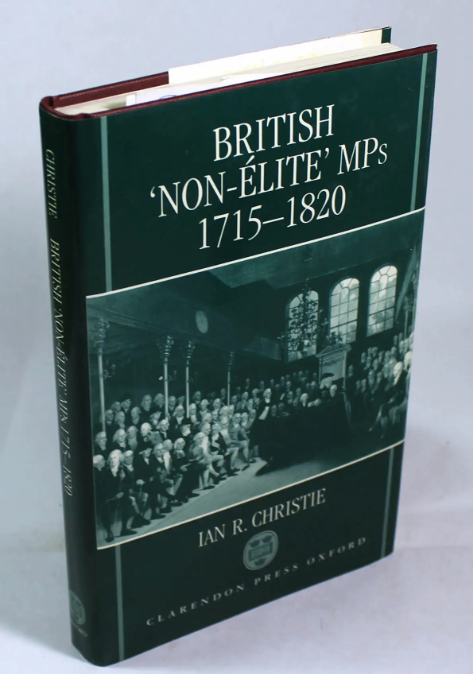 BRITISH
‘NON-ÉLITE’ MPs
1715–1820
IAN R. CHRISTIE
CLARENDON PRESS OXFORD
CHRISTIE BRITISH ‘NON-ÉLITE’ MPs 1715–1820